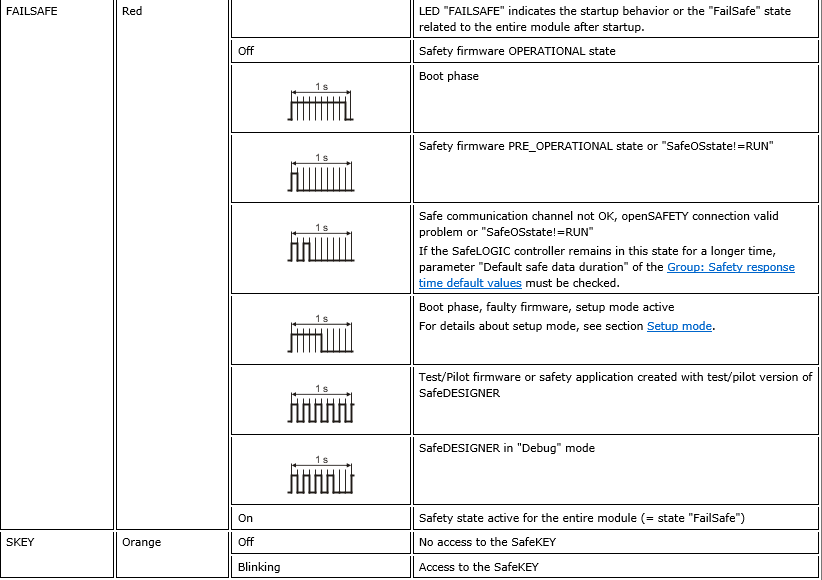 FAILSAFE
Red
LED "FAILSAFE" indicates the startup behavior or the "FailSafe" state
related to the entire module after startup.
Off
Safety firmware OPERATIONAL state
1 s
Boot phase
1 s
Safety firmware PRE_OPERATIONAL state or "SafeOSstate!=RUN"
1 s
Safe communication channel not OK, openSAFETY connection valid
problem or "SafeOSstate!=RUN"
If the SafeLOGIC controller remains in this state for a longer time,
parameter "Default safe data duration" of the Group: Safety response
time default values must be checked.
1 s
Boot phase, faulty firmware, setup mode active
For details about setup mode, see section Setup mode.
1 s
Test/Pilot firmware or safety application created with test/pilot version of
SafeDESIGNER
1 s
SafeDESIGNER in "Debug" mode
On
Safety state active for the entire module (= state "FailSafe")
SKEY
Orange
Off
No access to the SafeKEY
Blinking
Access to the SafeKEY